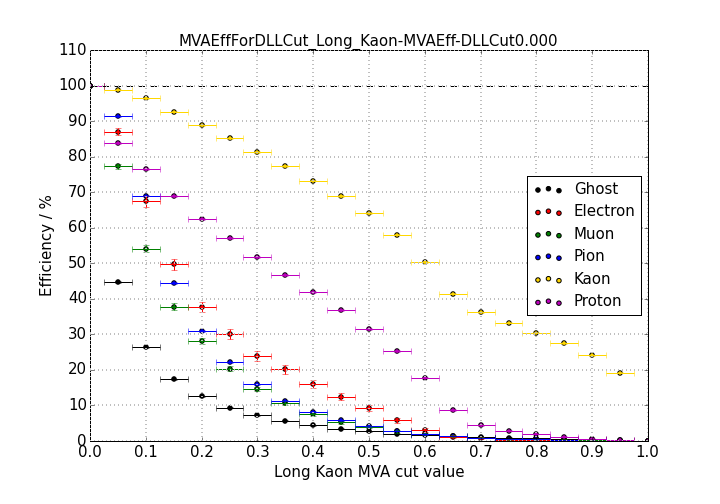 MVAEffForDLLCut_Long_Kaon-MVAEff-DLLCut0.000
110
100
90
80
70
60
50
40
30
20
10
0
Efficiency / %
Ghost
Electron
Muon
Pion
Kaon
Proton
0.0 0.1 0.2 0.3 0.4 0.5 0.6 0.7 0.8 0.9 1.0
Long Kaon MVA cut value